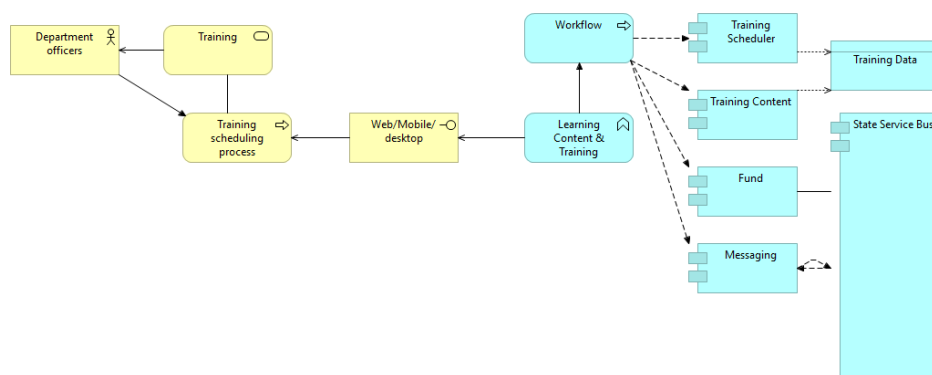 Department
officers
Training
Workflow
Training
Scheduler
Training Data
Training Content
Training
scheduling
process
Web/Mobile/
desktop
Learning
Content &
Training
State Service Bus
Fund
Messaging